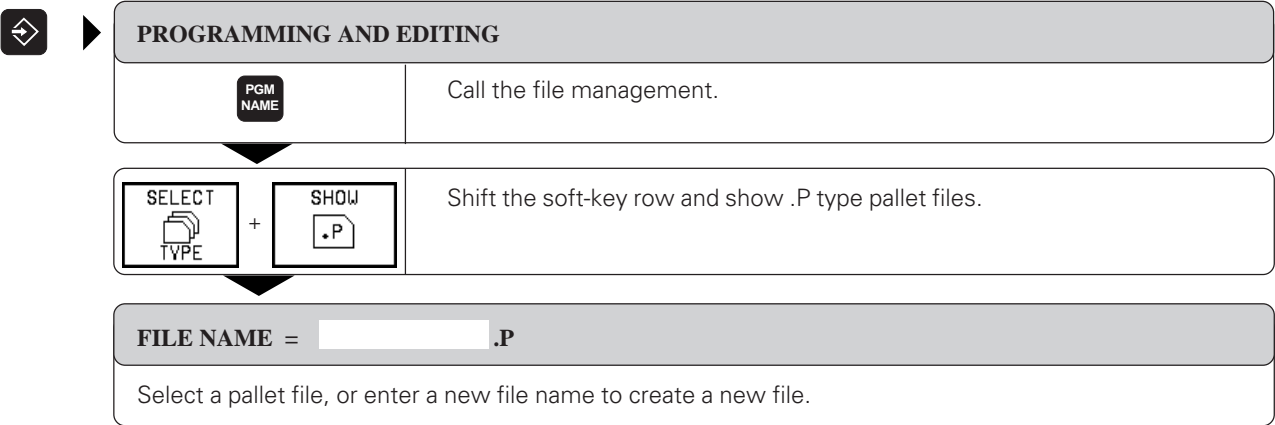 PROGRAMMING AND EDITING
PGM
NAME
Call the file management.
SELECT
TYPE
+
SHOW
.P
Shift the soft-key row and show .P type pallet files.
FILE NAME = .P
Select a pallet file, or enter a new file name to create a new file.